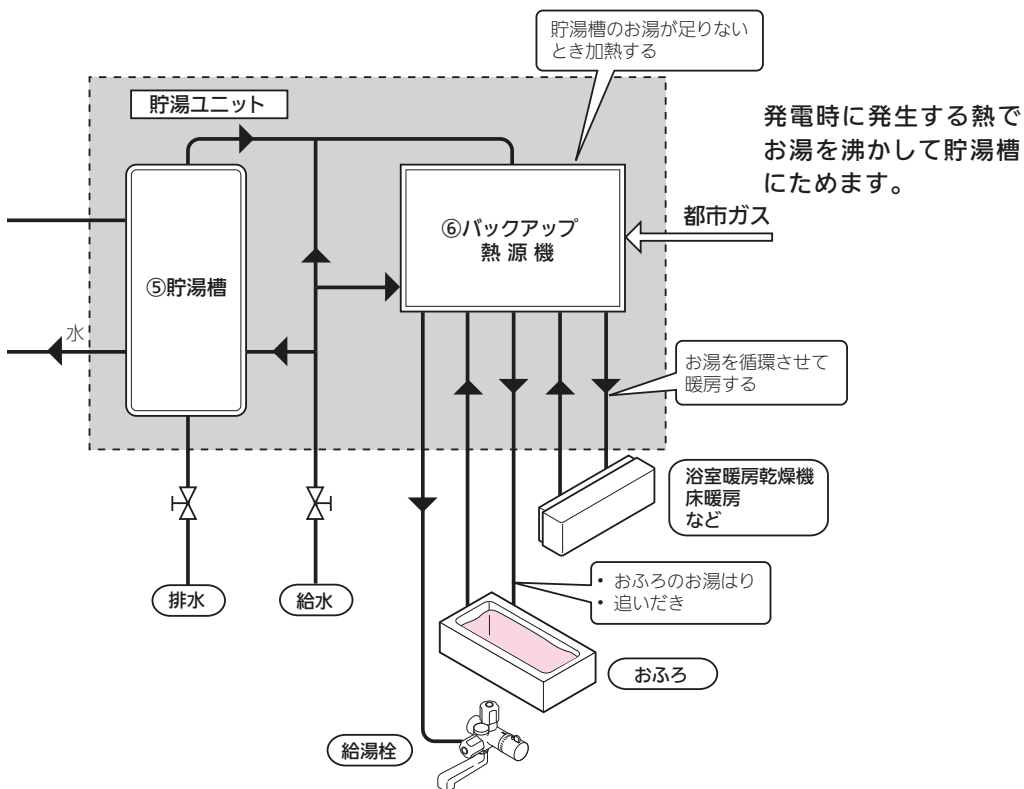 貯湯槽のお湯が足りない
とき加熱する
貯湯ユニット
発電時に発生する熱で
お湯を沸かして貯湯槽
にためます。
都市ガス
⑥バックアップ
熱源機
⑤貯湯槽
水
お湯を循環させて
暖房する
浴室暖房乾燥機
床暖房
など
・ おふろのお湯はり
・ 追いだき
排水
給水
おふろ
給湯栓